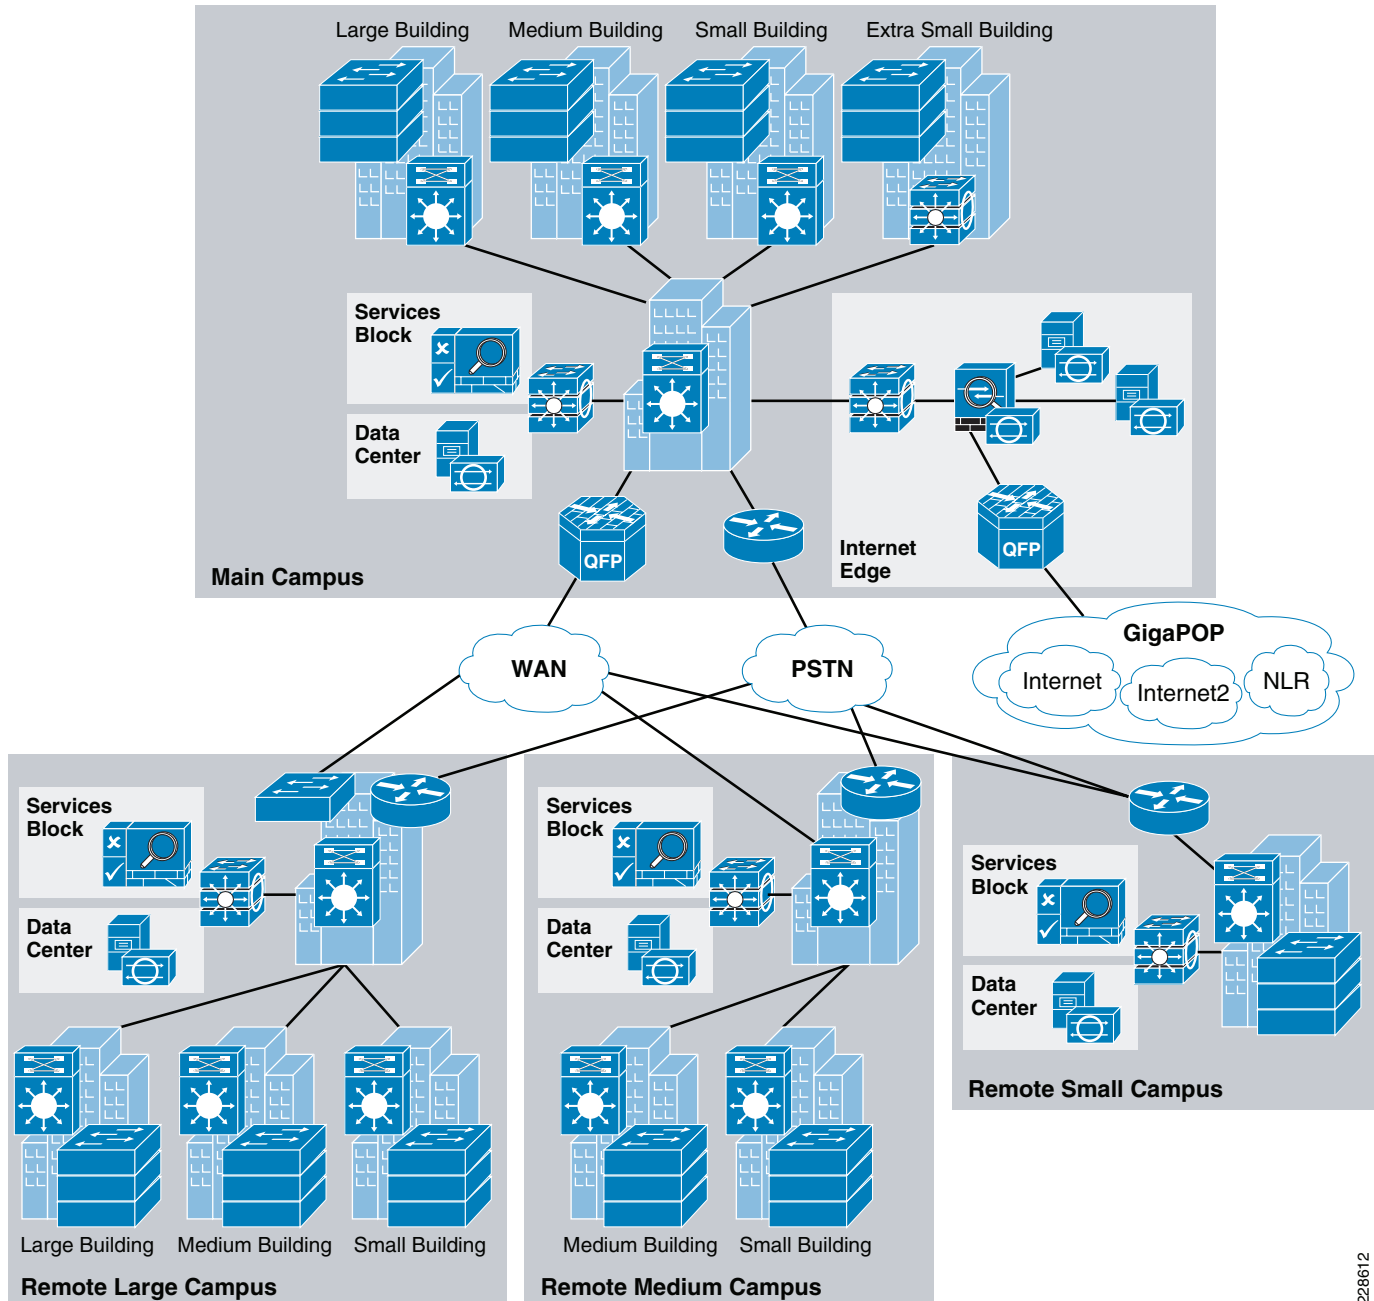 Large Building
Medium Building
Small Building
Extra Small Building
Services
Block
Data
Center
QFP
Internet
Edge
QFP
Main Campus
GigaPOP
WAN
PSTN
Internet
Internet2
NLR
Services
Block
Data
Center
Large Building
Medium Building
Small Building
Remote Large Campus
Services
Block
Data
Center
Medium Building
Small Building
Remote Medium Campus
Services
Block
Data
Center
Remote Small Campus
228612